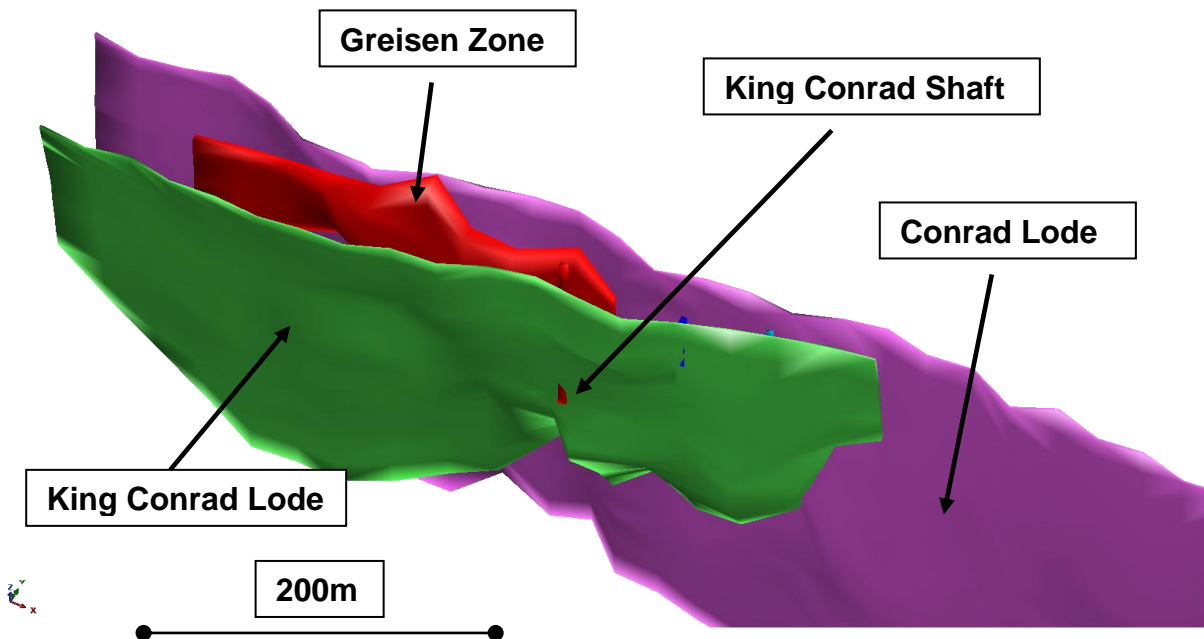 Greisen Zone
King Conrad Shaft
Conrad Lode
King Conrad Lode
200m
Z
Y
X